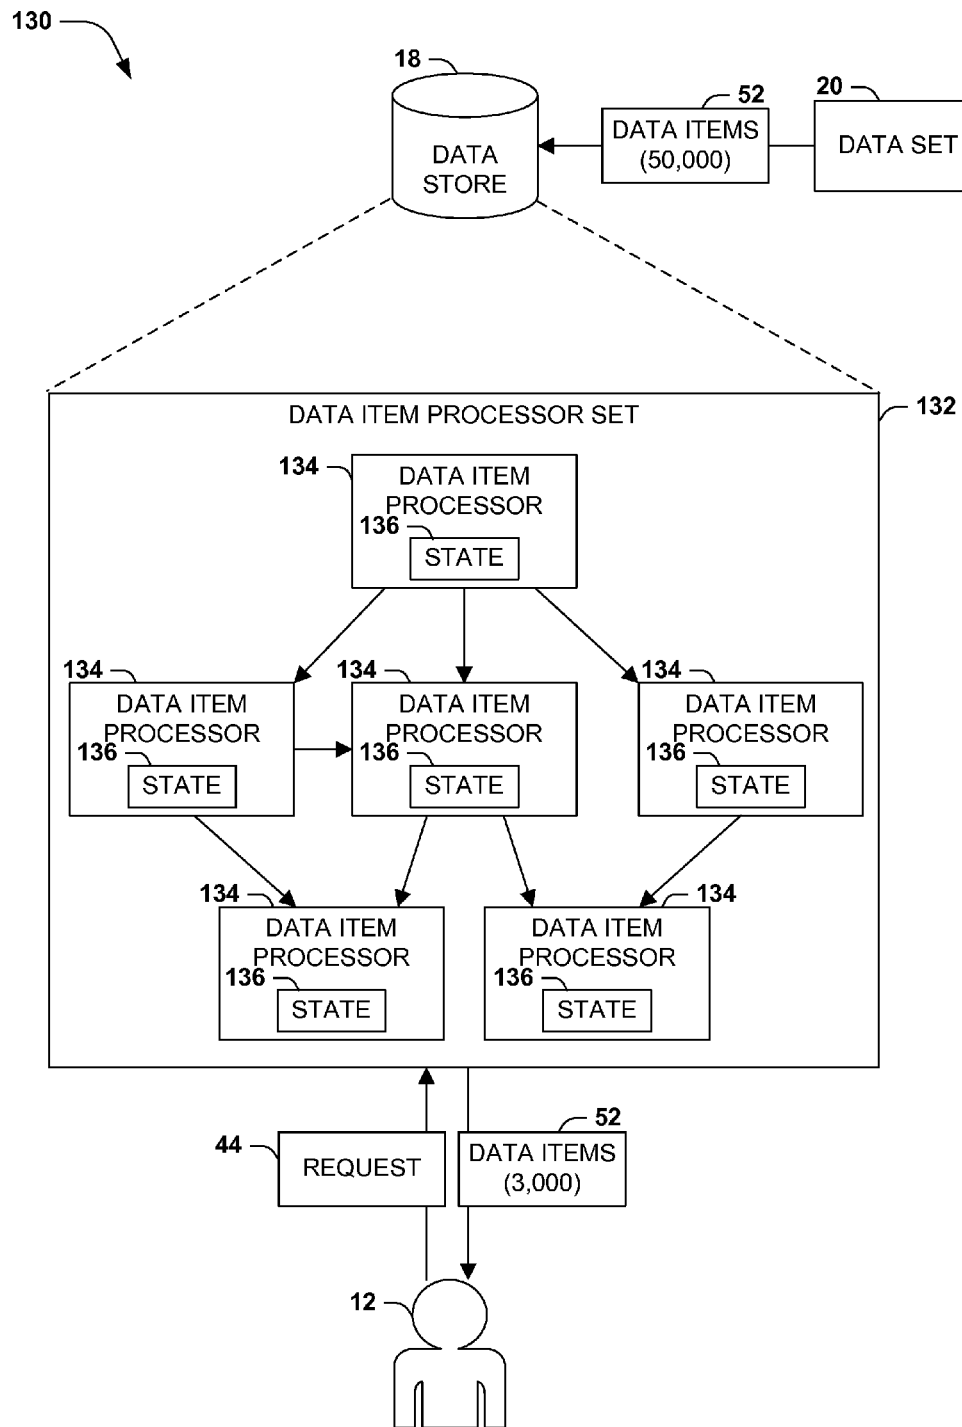 130
18
52
20
DATA STORE
DATA ITEMS
(50,000)
DATA SET
132
DATA ITEM PROCESSOR SET
134
DATA ITEM
PROCESSOR
136
STATE
134
DATA ITEM
PROCESSOR
136
STATE
134
DATA ITEM
PROCESSOR
136
STATE
134
DATA ITEM
PROCESSOR
136
STATE
134
DATA ITEM
PROCESSOR
136
STATE
134
DATA ITEM
PROCESSOR
136
STATE
44
REQUEST
52
DATA ITEMS
(3,000)
12